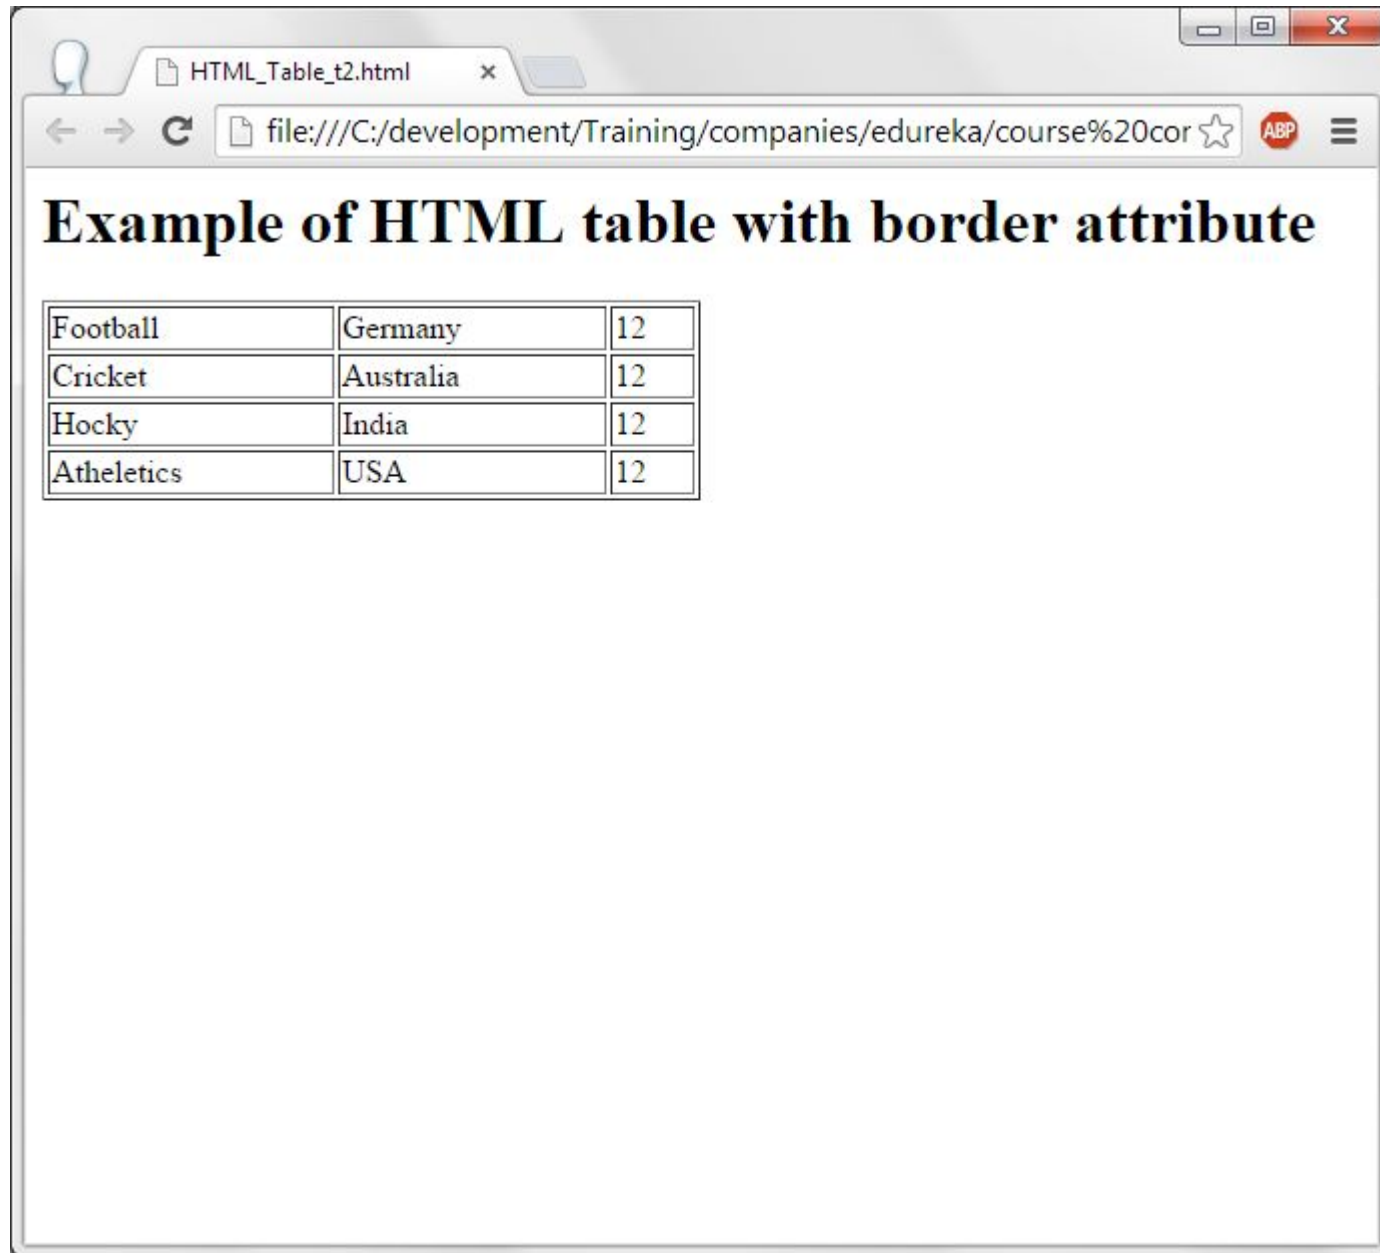 HTML_Table_t2.html
file:///C:/development/Training/companies/edureka/course%20cor
ABP
Example of HTML table with border attribute
Football Germany 12
Cricket Australia 12
Hocky India 12
Atheletics USA 12